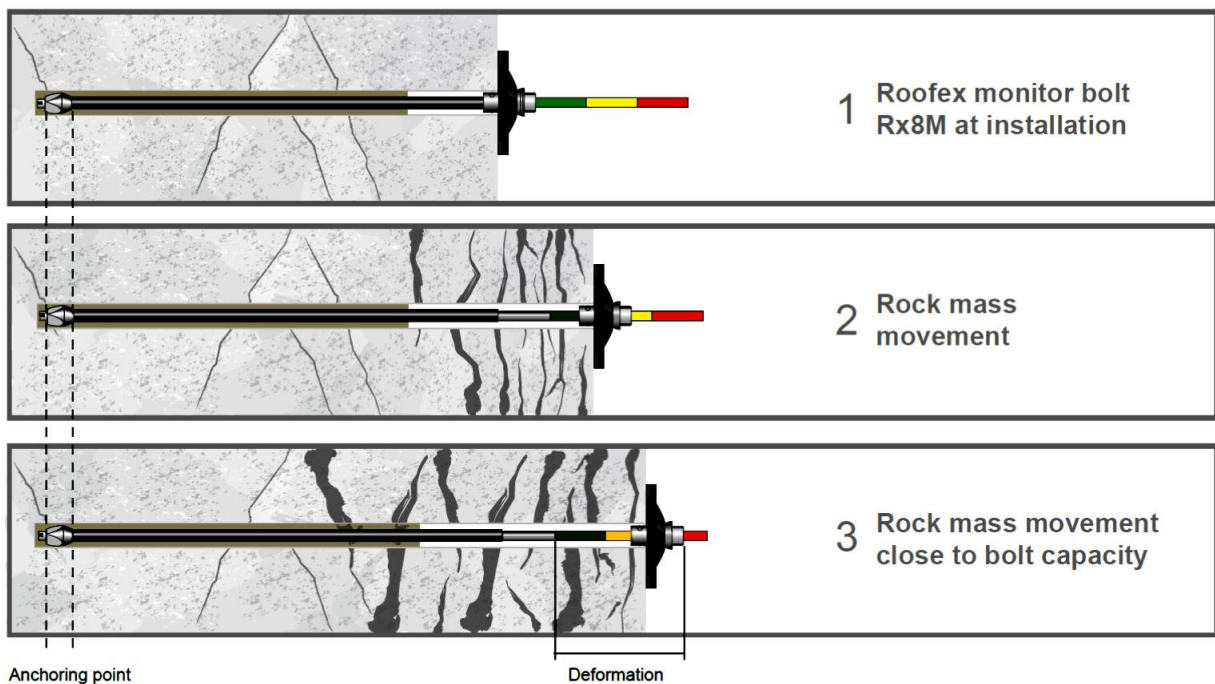 1 Roofex monitor bolt
Rx8M at installation
2 Rock mass
movement
3 Rock mass movement
close to bolt capacity
Anchoring point
Deformation